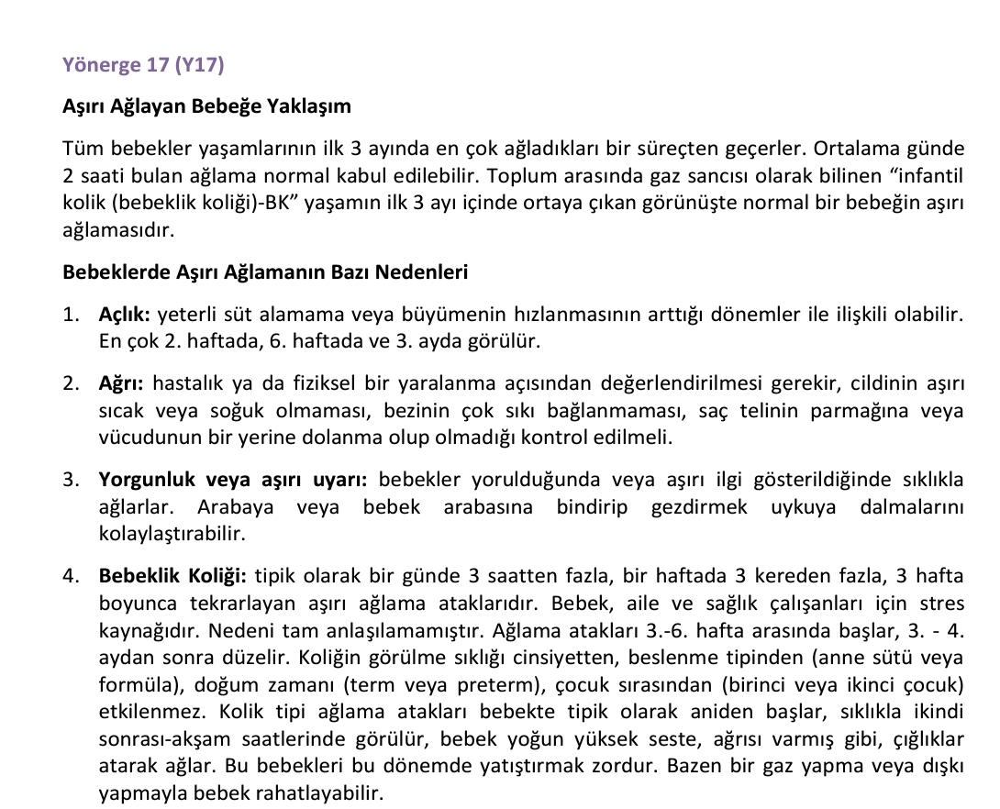 Yönerge 17 (Y17)
Aşırı Ağlayan Bebeğe Yaklaşım
Tüm bebekler yaşamlarının ilk 3 ayında en çok ağladıkları bir süreçten geçerler. Ortalama günde
2 saati bulan ağlama normal kabul edilebilir. Toplum arasında gaz sancısı olarak bilinen “infantil
kolik (bebeklik koliği)-BK” yaşamın ilk 3 ayı içinde ortaya çıkan görünüşte normal bir bebeğin aşırı
ağlamasıdır.
Bebeklerde Aşırı Ağlamanın Bazı Nedenleri
1. Açlık: yeterli süt alamama veya büyümenin hızlanmasının arttığı dönemler ile ilişkili olabilir.
En çok 2. haftada, 6. haftada ve 3. ayda görülür.
2. Ağrı: hastalık ya da fiziksel bir yaralanma açısından değerlendirilmesi gerekir, cildinin aşırı
sıcak veya soğuk olmaması, bezinin çok sıkı bağlanmaması, saç telinin parmağına veya
vücudunun bir yerine dolanma olup olmadığı kontrol edilmeli.
3. Yorgunluk veya aşırı uyarı: bebekler yorulduğunda veya aşırı ilgi gösterildiğinde sıklıkla
ağlarlar. Arabaya veya bebek arabasına bindirip gezdirmek uykuya dalmalarını
kolaylaştırabilir.
4. Bebeklik Koliği: tipik olarak bir günde 3 saatten fazla, bir haftada 3 kereden fazla, 3 hafta
boyunca tekrarlayan aşırı ağlama ataklarıdır. Bebek, aile ve sağlık çalışanları için stres
kaynağıdır. Nedeni tam anlaşılamamıştır. Ağlama atakları 3.-6. hafta arasında başlar, 3. - 4.
aydan sonra düzelir. Koliğin görülme sıklığı cinsiyetten, beslenme tipinden (anne sütü veya
formüla), doğum zamanı (term veya preterm), çocuk sırasından (birinci veya ikinci çocuk)
etkilenmez. Kolik tipi ağlama atakları bebekte tipik olarak aniden başlar, sıklıkla ikindi
sonrası-akşam saatlerinde görülür, bebek yoğun yüksek seste, ağrısı varmış gibi, çığlıklar
atarak ağlar. Bu bebekleri bu dönemde yatıştırmak zordur. Bazen bir gaz yapma veya dışkı
yapmayla bebek rahatlayabilir.